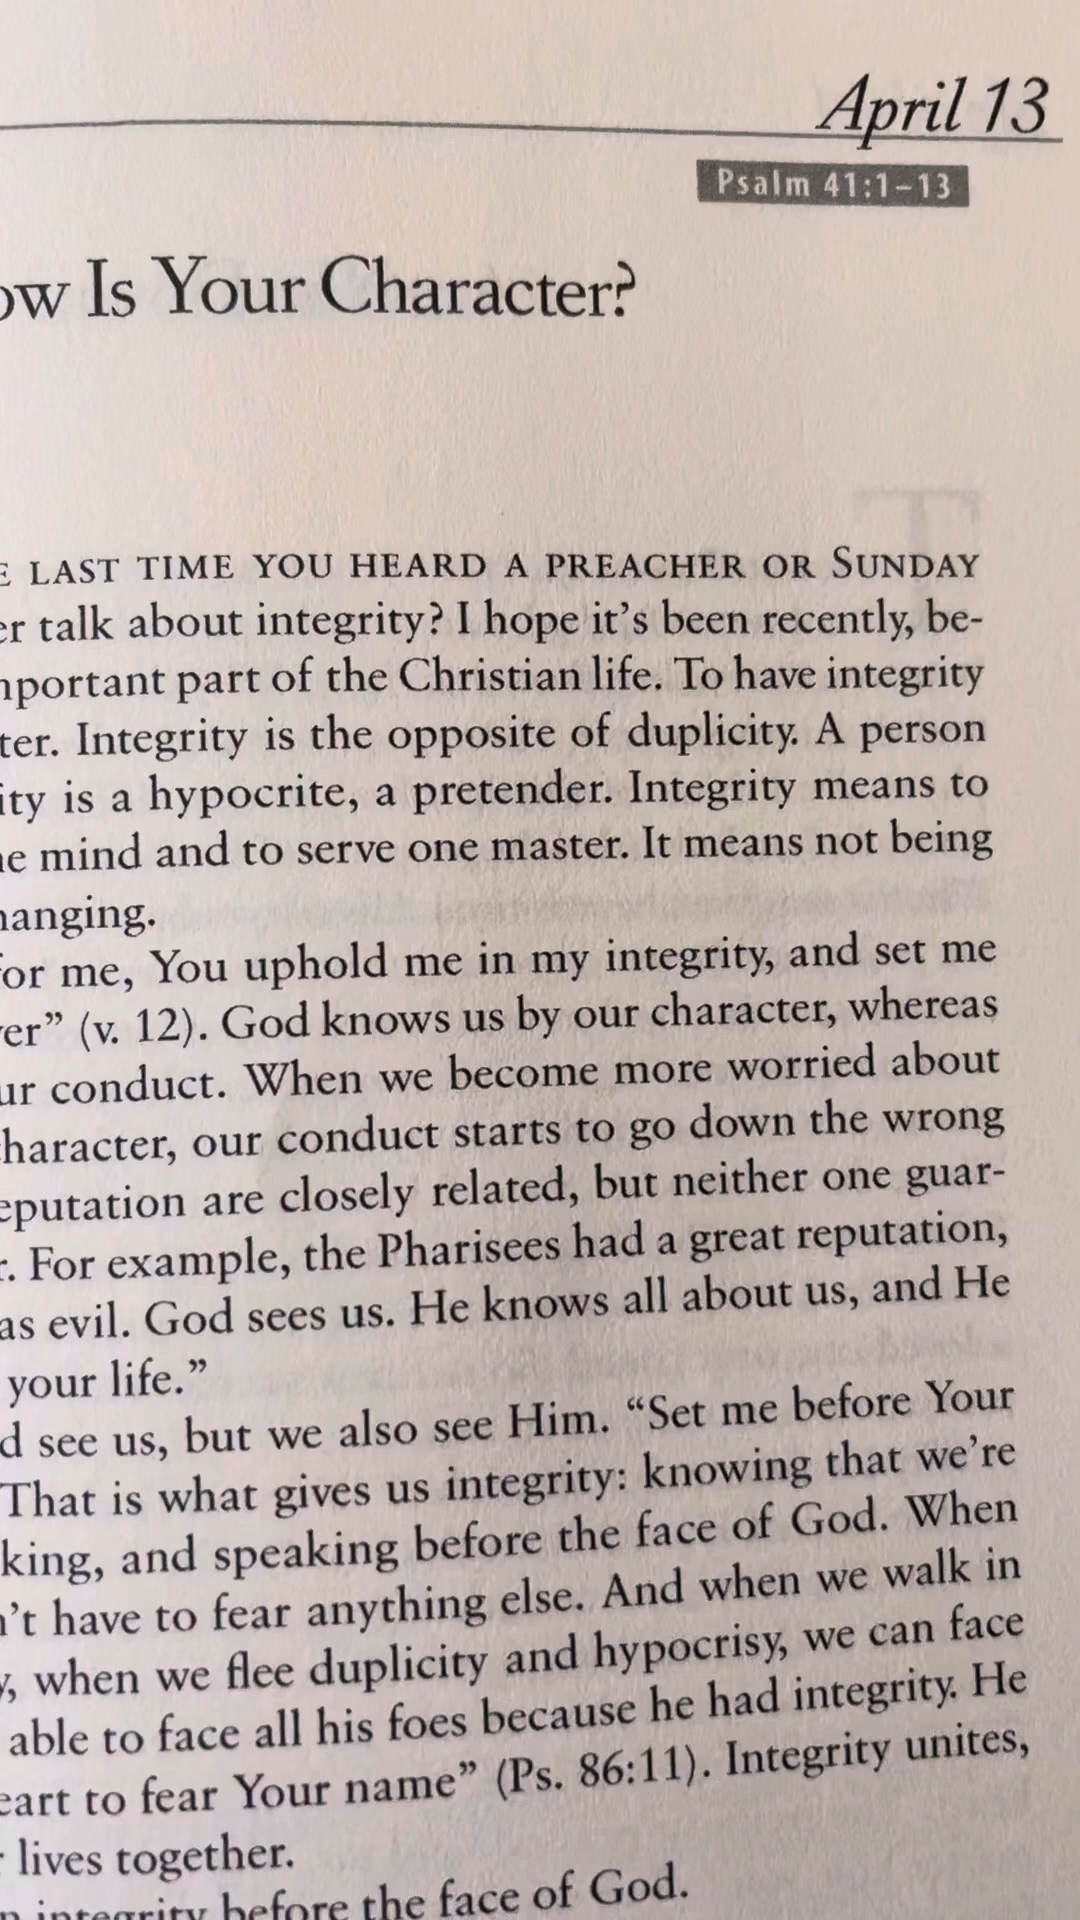 April 13
Psalm 41:1–13
ow Is Your Character?
E LAST TIME YOU HEARD A PREACHER OR SUNDAY
er talk about integrity? I hope it’s been recently, be-
nportant part of the Christian life. To have integrity
ter. Integrity is the opposite of duplicity. A person
ity is a hypocrite, a pretender. Integrity means to
e mind and to serve one master. It means not being
hanging.
or me, You uphold me in my integrity, and set me
er” (v. 12). God knows us by our character, whereas
ur conduct. When we become more worried about
haracter, our conduct starts to go down the wrong
eputation are closely related, but neither one guar-
r. For example, the Pharisees had a great reputation,
as evil. God sees us. He knows all about us, and He
your life.”
d see us, but we also see Him. “Set me before Your
That is what gives us integrity: knowing that we’re
king, and speaking before the face of God. When
’t have to fear anything else. And when we walk in
y, when we flee duplicity and hypocrisy, we can face
able to face all his foes because he had integrity. He
eart to fear Your name” (Ps. 86:11). Integrity unites,
r lives together.
n integrity before the face of God.